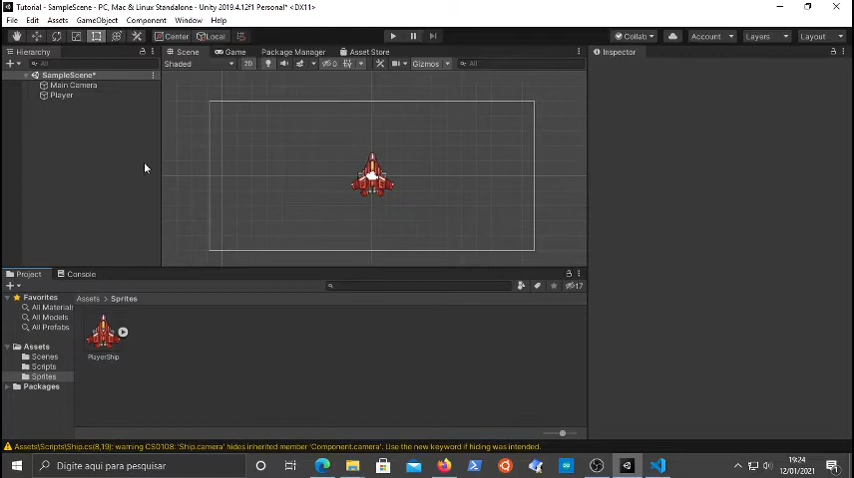 Tutorial - SampleScene - PC, Mac & Linux Standalone - Unity 2019.4.12f1 Personal* <DX11>
File Edit Assets GameObject Component Window Help
Center Local Collab Account Layers Layout
Hierarchy Scene Game Package Manager Asset Store Inspector
All Shaded 2D 0 Gizmos All
SampleScene*
Main Camera
Player
Project Console
17
Favorites Assets > Sprites
All Materials
All Models
All Prefabs
Assets
Scenes PlayerShip
Scripts
Sprites
Packages
Assets\Scripts\Ship.cs(8,19): warning CS0108: 'Ship.camera' hides inherited member 'Component.camera'. Use the new keyword if hiding was intended.
Digite aqui para pesquisar
19:24
12/01/2021